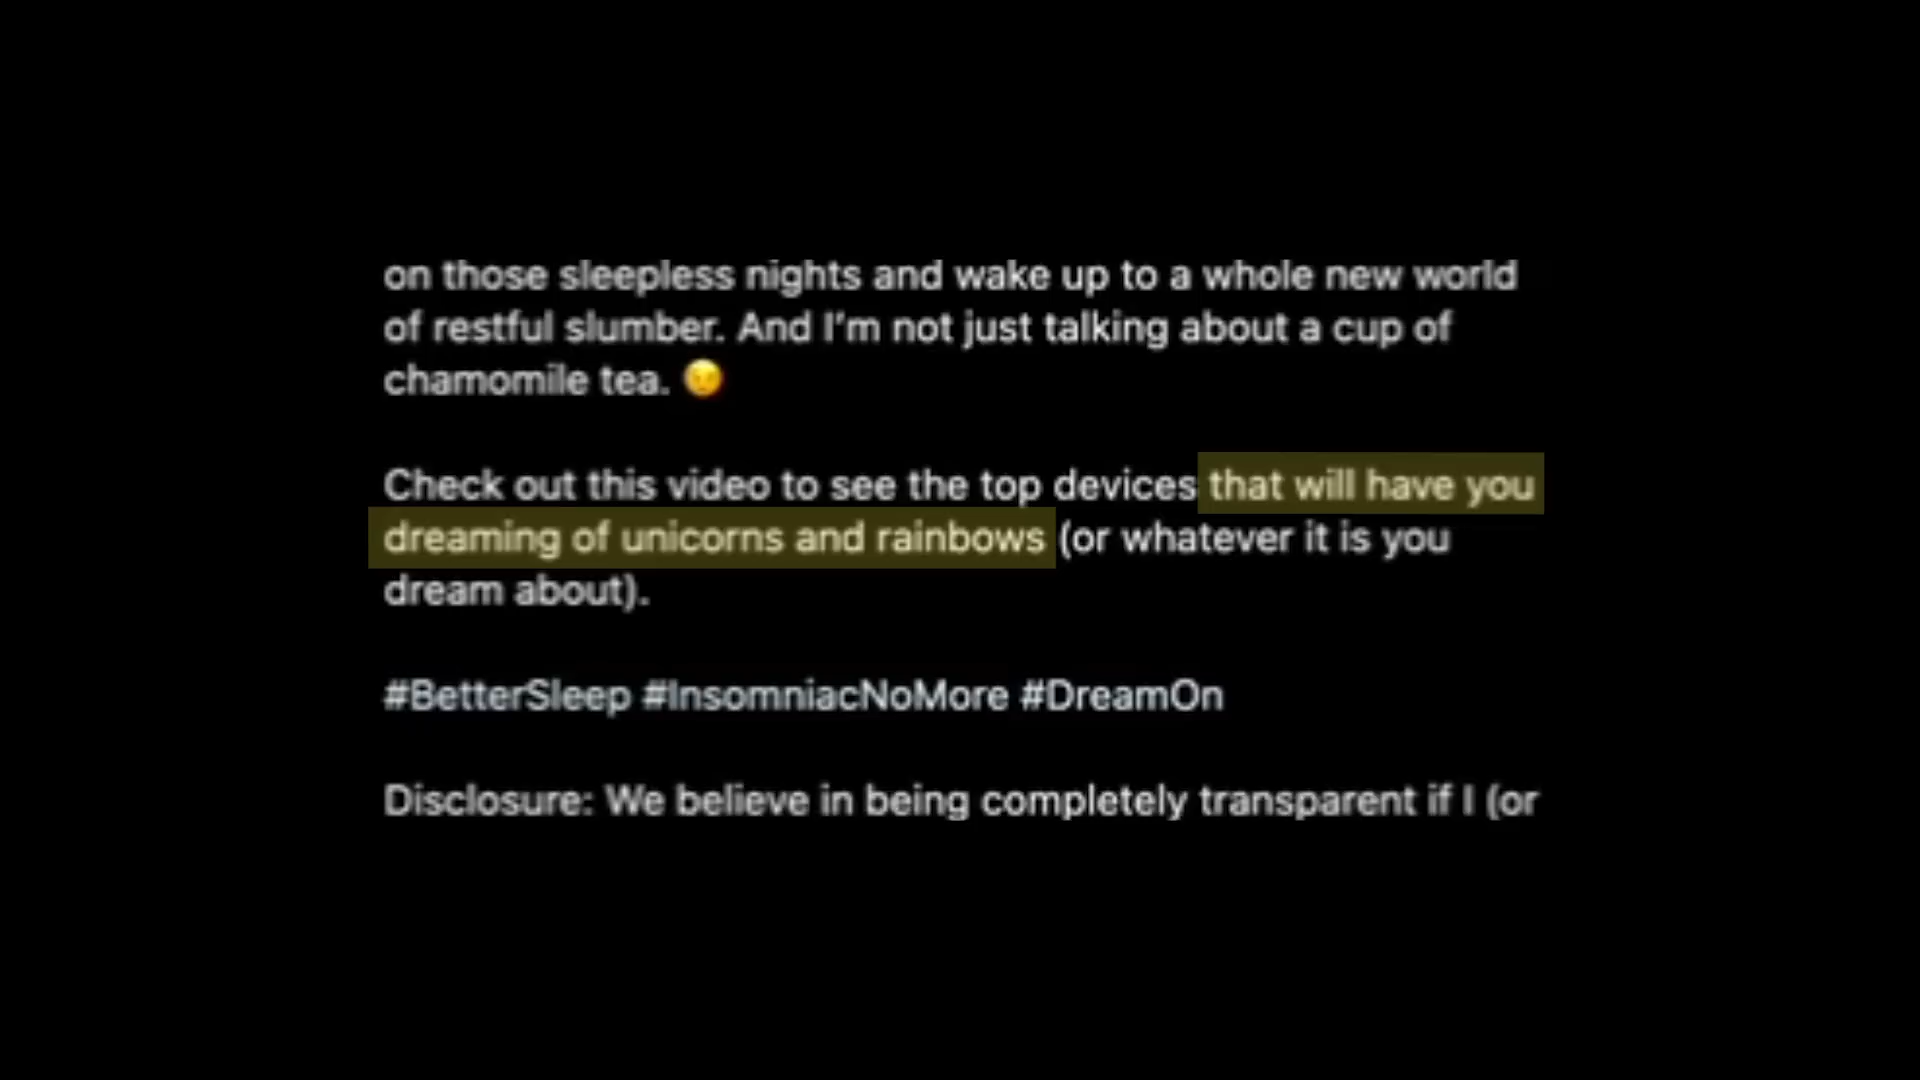 on those sleepless nights and wake up to a whole new world
of restful slumber. And I'm not just talking about a cup of
chamomile tea. 😏
Check out this video to see the top devices that will have you
dreaming of unicorns and rainbows (or whatever it is you
dream about).
#BetterSleep #InsomniacNoMore #DreamOn
Disclosure: We believe in being completely transparent if I (or